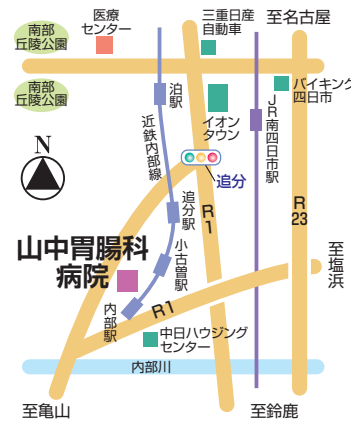 医療
センター
三重日産
自動車
至名古屋
南部
丘陵公園
南部
丘陵公園
泊駅
イオン
タウン
バイキング
四日市
JR南四日市駅
近鉄内部線
N
追分
追分駅
R1
R
23
小古曽駅
山中胃腸科
病院
至塩浜
内部駅
R1
中日ハウジング
センター
内部川
至亀山
至鈴鹿